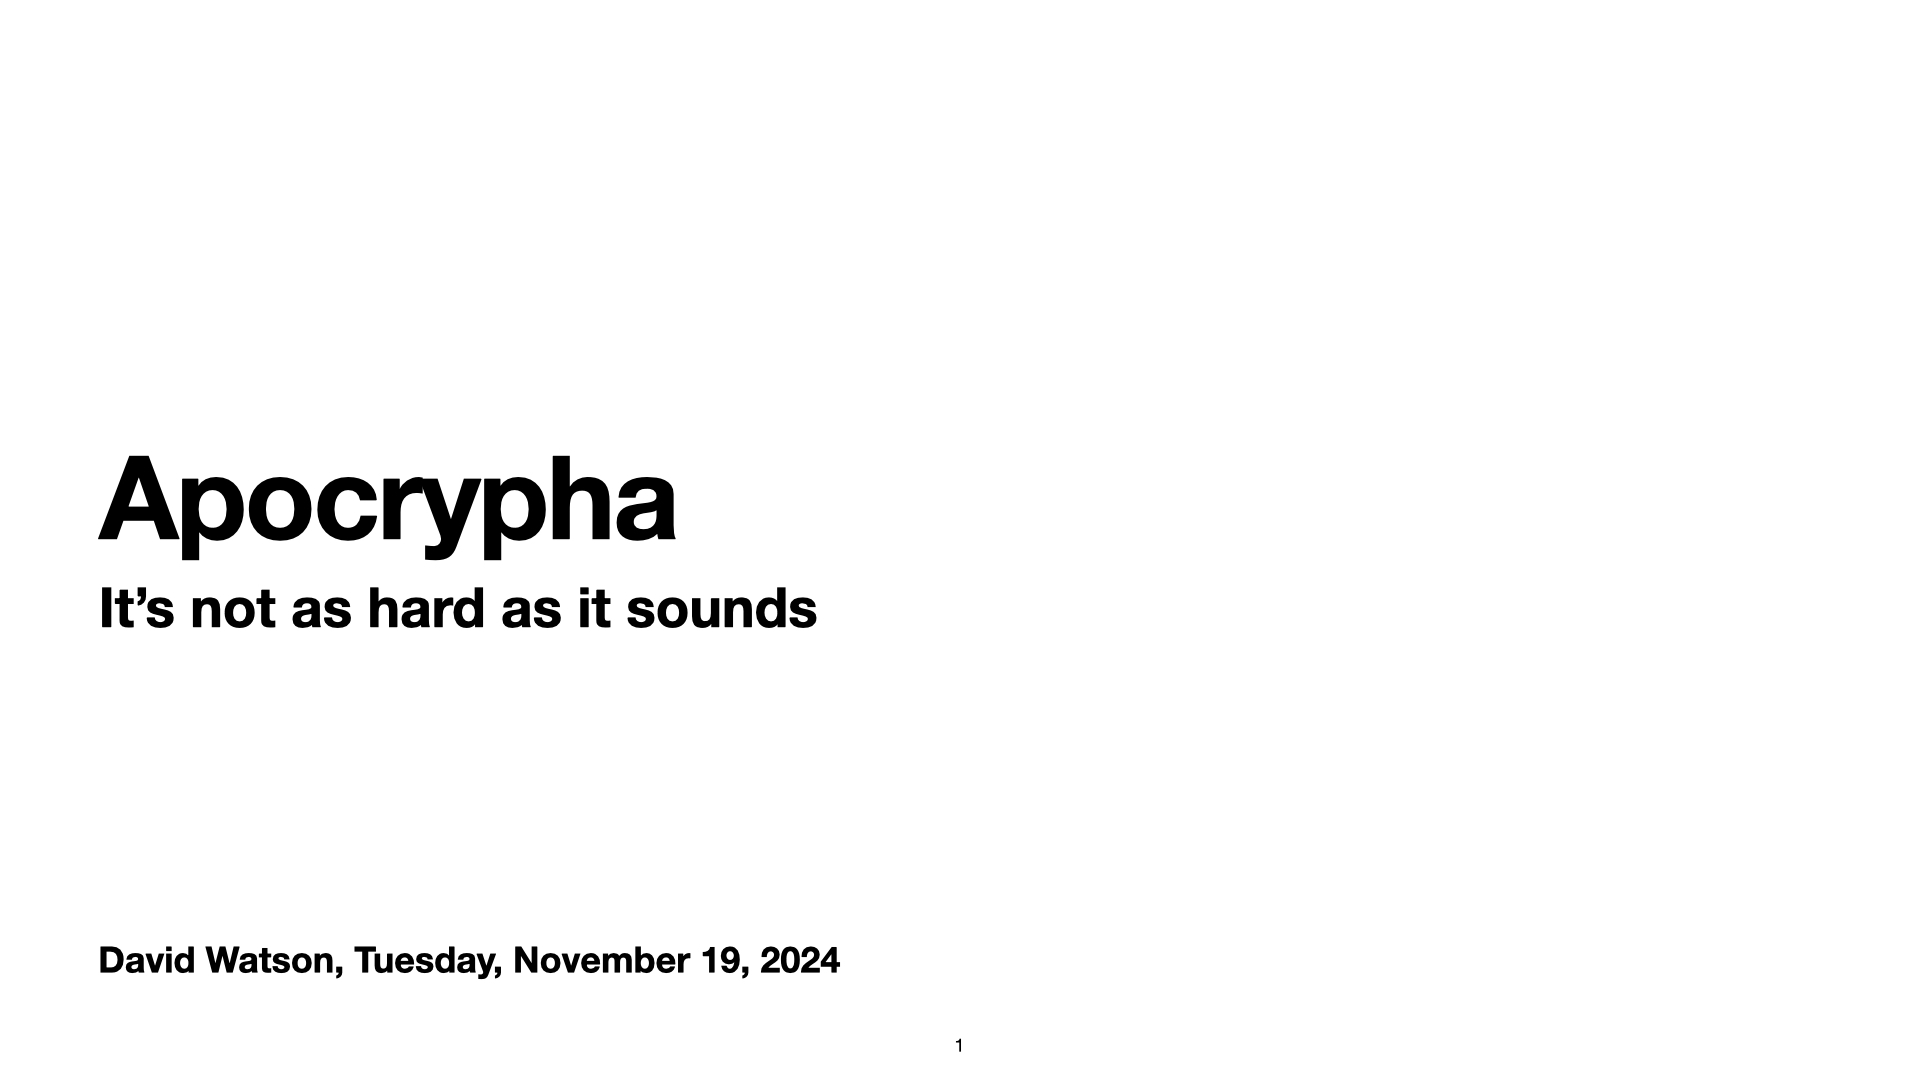 Apocrypha
It’s not as hard as it sounds
David Watson, Tuesday, November 19, 2024
1